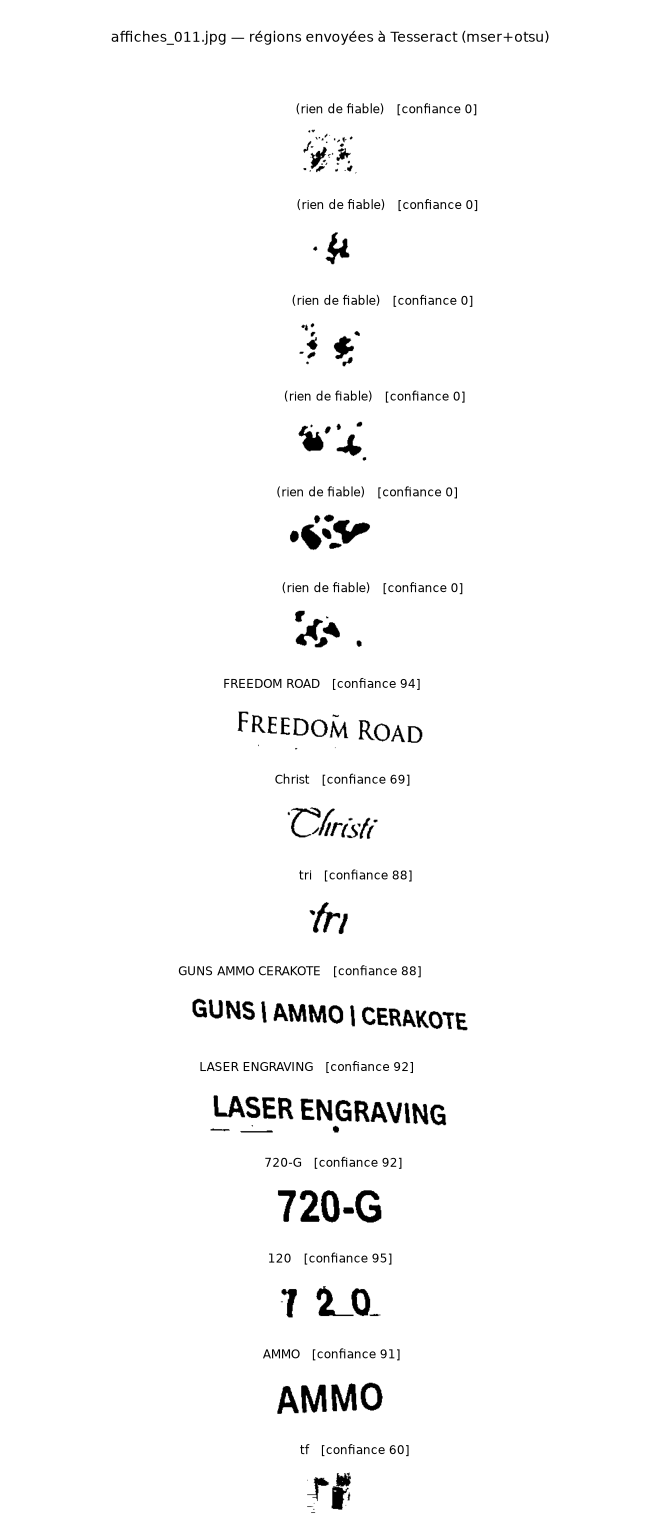 affiches_011.jpg — régions envoyées à Tesseract (mser+otsu)
(rien de fiable) [confiance 0]
(rien de fiable) [confiance 0]
(rien de fiable) [confiance 0]
(rien de fiable) [confiance 0]
(rien de fiable) [confiance 0]
(rien de fiable) [confiance 0]
FREEDOM ROAD [confiance 94]
FREEDOM ROAD
Christ [confiance 69]
Christi
tri [confiance 88]
tri
GUNS AMMO CERAKOTE [confiance 88]
GUNS | AMMO | CERAKOTE
LASER ENGRAVING [confiance 92]
LASER ENGRAVING
720-G [confiance 92]
720-G
120 [confiance 95]
720
AMMO [confiance 91]
AMMO
tf [confiance 60]